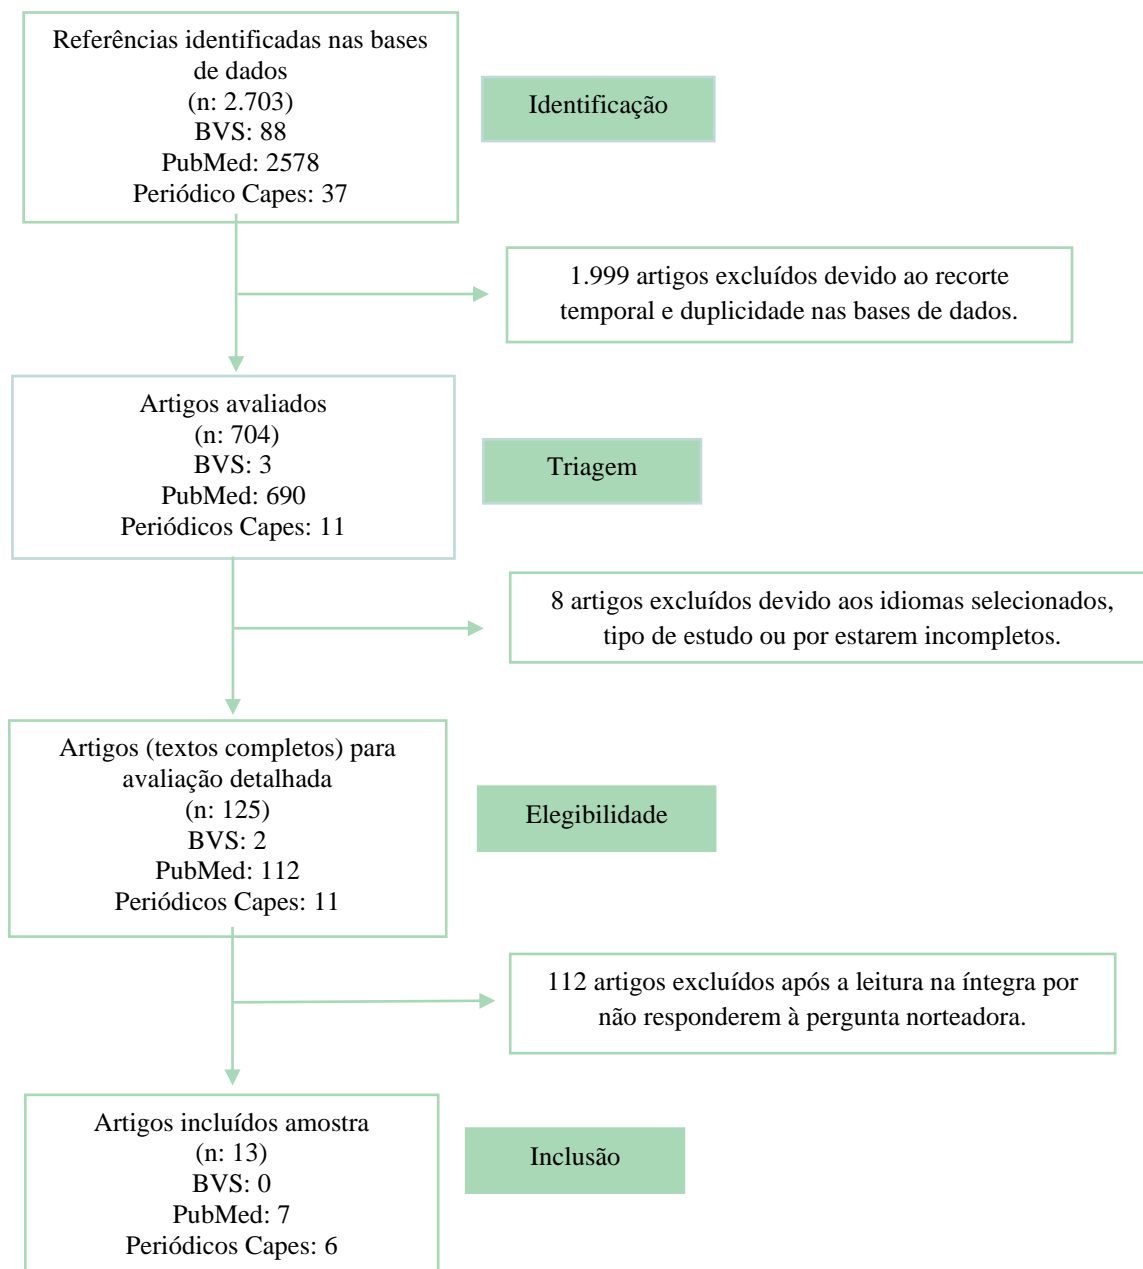 Referências identificadas nas bases
de dados
(n: 2.703)
BVS: 88
PubMed: 2578
Periódico Capes: 37
Identificação
1.999 artigos excluídos devido ao recorte
temporal e duplicidade nas bases de dados.
Artigos avaliados
(n: 704)
BVS: 3
PubMed: 690
Periódicos Capes: 11
Triagem
8 artigos excluídos devido aos idiomas selecionados,
tipo de estudo ou por estarem incompletos.
Artigos (textos completos) para
avaliação detalhada
(n: 125)
BVS: 2
PubMed: 112
Periódicos Capes: 11
Elegibilidade
112 artigos excluídos após a leitura na íntegra por
não responderem à pergunta norteadora.
Artigos incluídos amostra
(n: 13)
BVS: 0
PubMed: 7
Periódicos Capes: 6
Inclusão